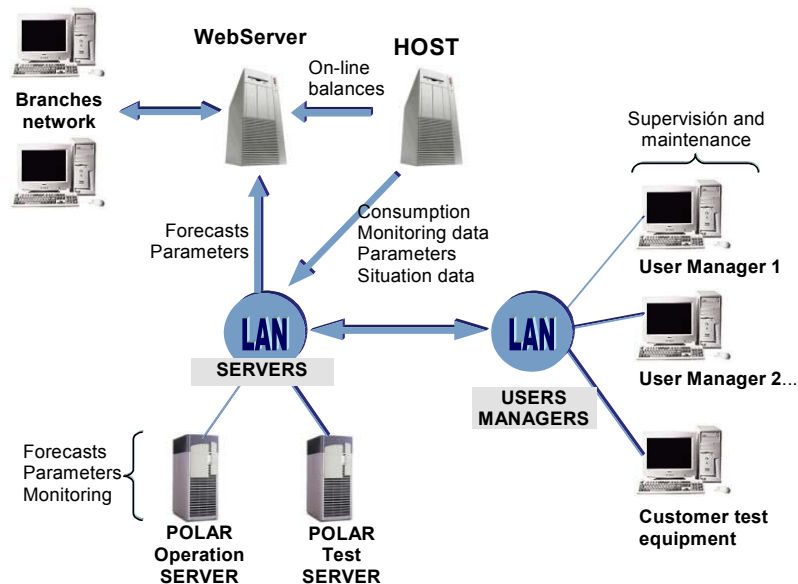 WebServer
HOST
On-line
balances
Branches
network
Supervisión and
maintenance
Forecasts
Parameters
Consumption
Monitoring data
Parameters
Situation data
User Manager 1
LAN
SERVERS
LAN
USERS
MANAGERS
User Manager 2...
Forecasts
Parameters
Monitoring
POLAR
Operation
SERVER
POLAR
Test
SERVER
Customer test
equipment